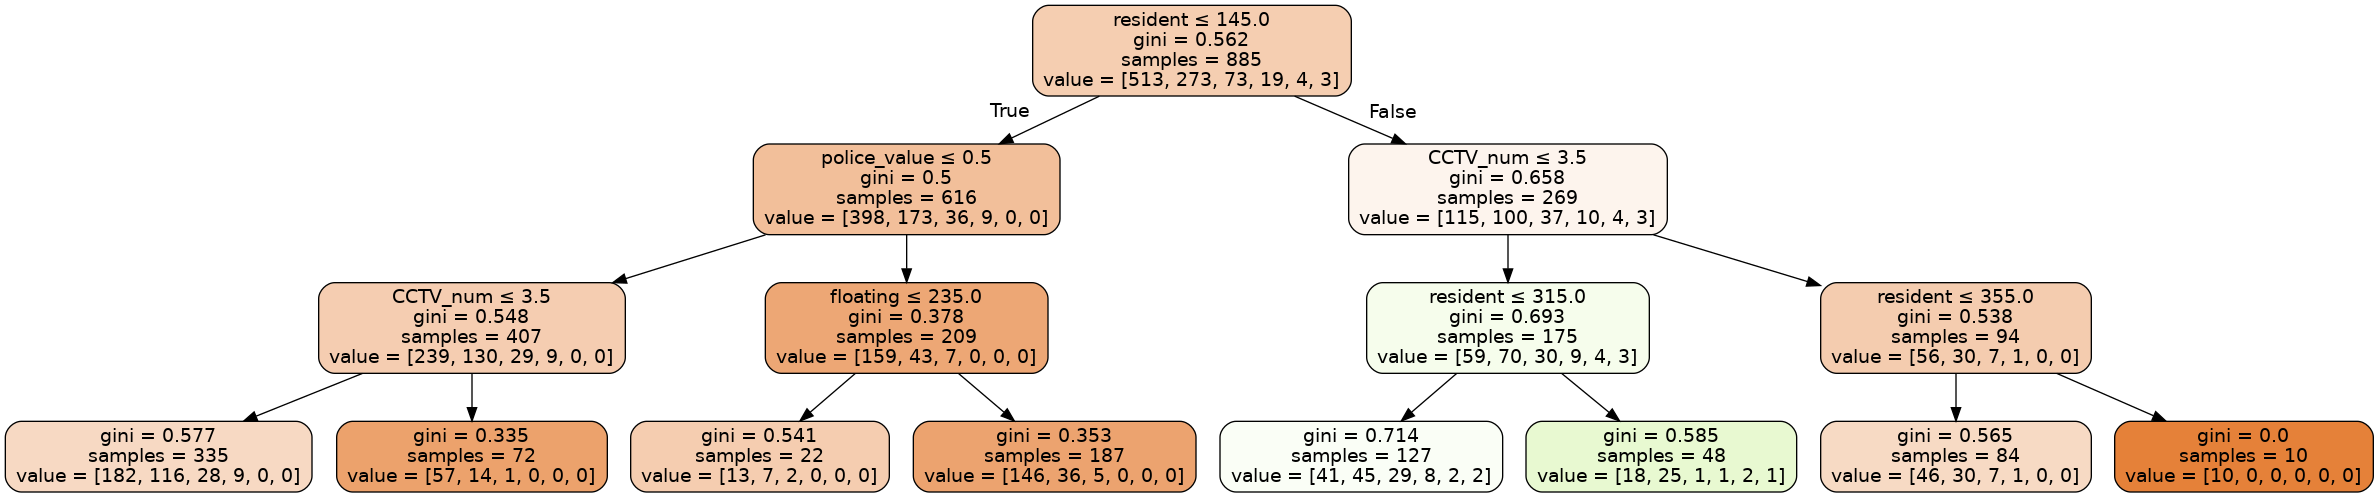 resident ≤ 145.0
gini = 0.562
samples = 885
value = [513, 273, 73, 19, 4, 3]
True
False
police_value ≤ 0.5
gini = 0.5
samples = 616
value = [398, 173, 36, 9, 0, 0]
CCTV_num ≤ 3.5
gini = 0.658
samples = 269
value = [115, 100, 37, 10, 4, 3]
CCTV_num ≤ 3.5
gini = 0.548
samples = 407
value = [239, 130, 29, 9, 0, 0]
floating ≤ 235.0
gini = 0.378
samples = 209
value = [159, 43, 7, 0, 0, 0]
resident ≤ 315.0
gini = 0.693
samples = 175
value = [59, 70, 30, 9, 4, 3]
resident ≤ 355.0
gini = 0.538
samples = 94
value = [56, 30, 7, 1, 0, 0]
gini = 0.577
samples = 335
value = [182, 116, 28, 9, 0, 0]
gini = 0.335
samples = 72
value = [57, 14, 1, 0, 0, 0]
gini = 0.541
samples = 22
value = [13, 7, 2, 0, 0, 0]
gini = 0.353
samples = 187
value = [146, 36, 5, 0, 0, 0]
gini = 0.714
samples = 127
value = [41, 45, 29, 8, 2, 2]
gini = 0.585
samples = 48
value = [18, 25, 1, 1, 2, 1]
gini = 0.565
samples = 84
value = [46, 30, 7, 1, 0, 0]
gini = 0.0
samples = 10
value = [10, 0, 0, 0, 0, 0]